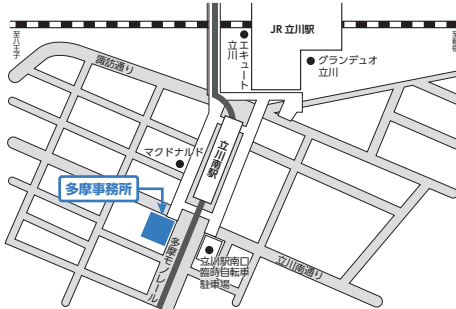 JR 立川駅
至八王子
至新宿
エキュート
立川
グランデュオ
立川
諏訪通り
マクドナルド
立川南駅
多摩事務所
多摩モノレール
立川駅南口
臨時自転車
駐車場
立川南通り